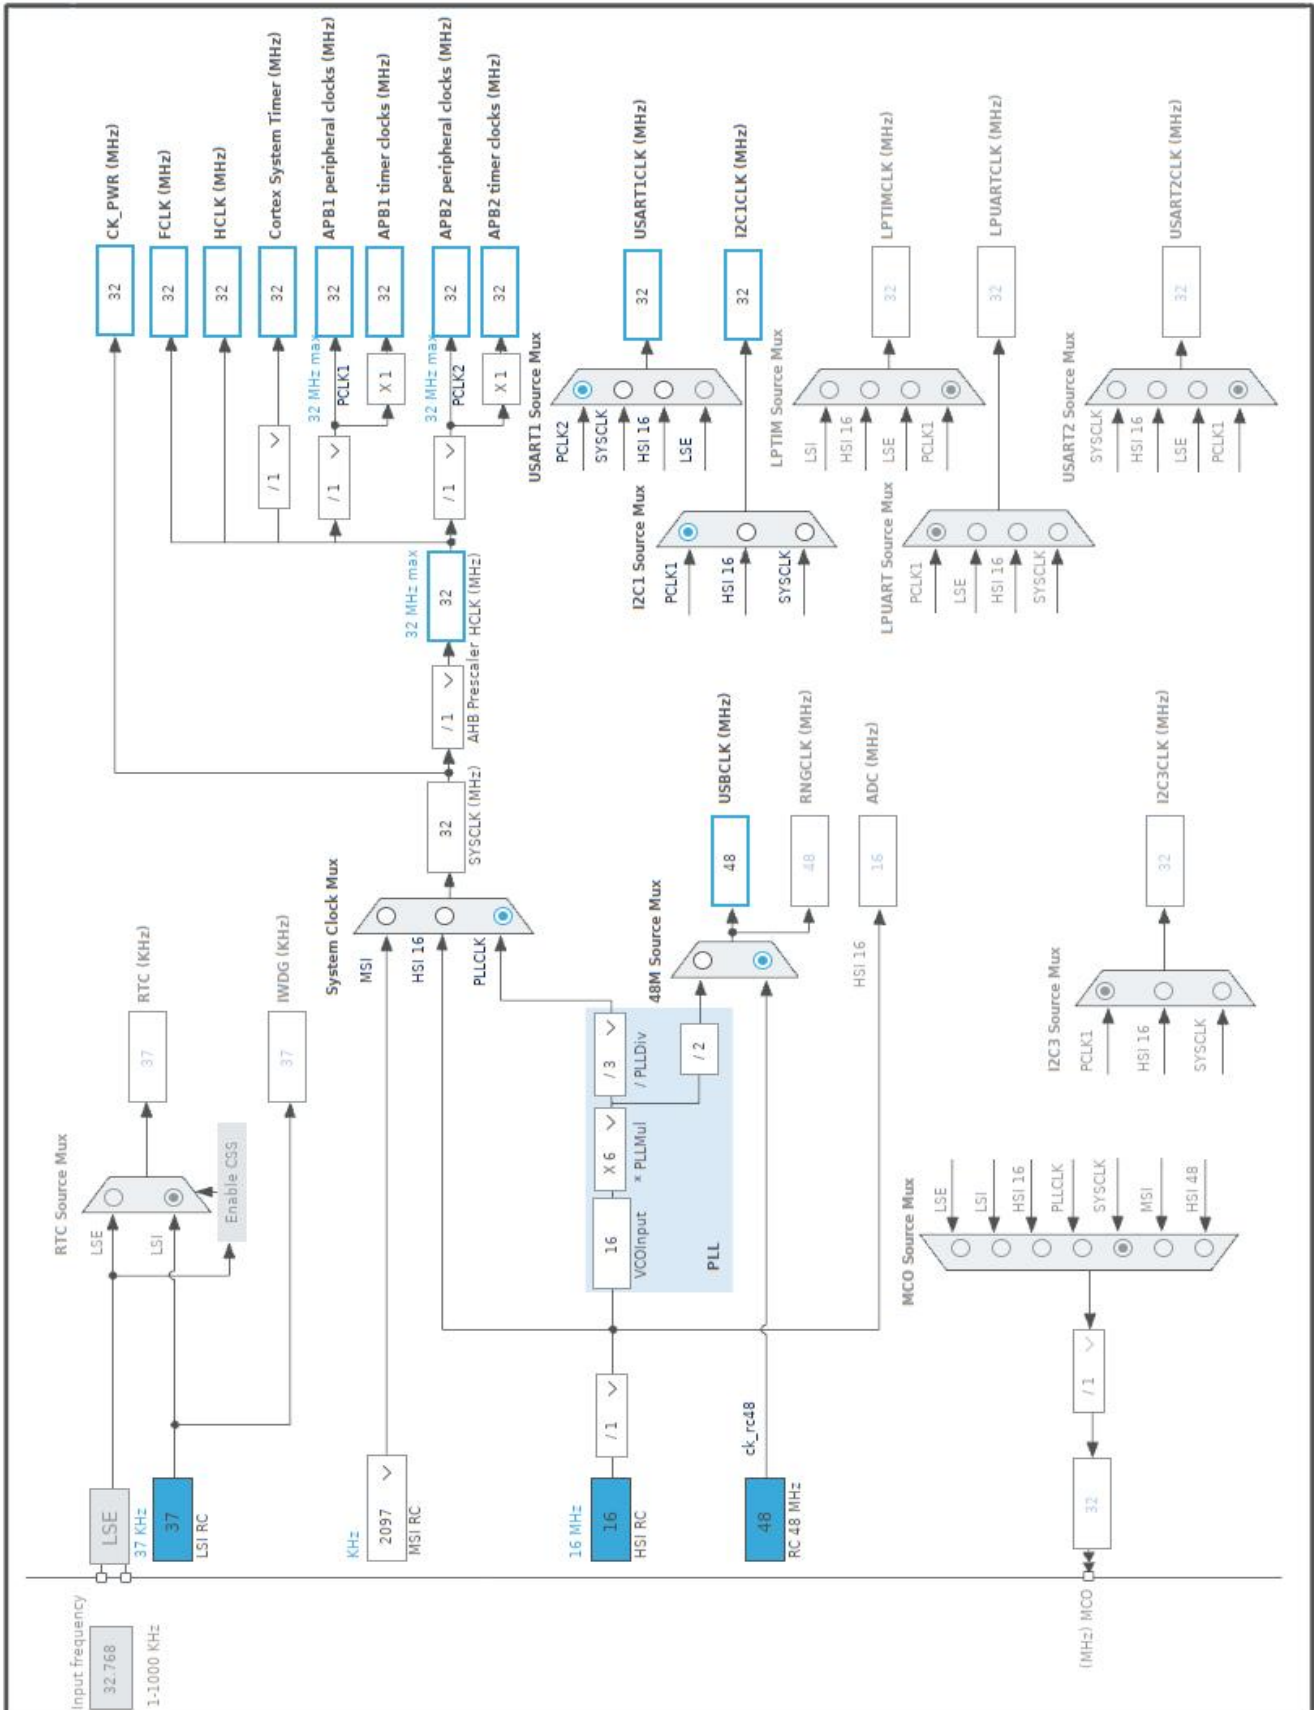 Input frequency
32.768
1-1000 KHz
LSE
37 KHz
37
LSI RC
RTC Source Mux
LSE
LSI
Enable CSS
37
RTC (KHz)
37
IWDG (KHz)
KHz
2097
MSI RC
16 MHz
16
HSI RC
/ 1
48
RC 48 MHz
ck_rc48
16
VCOInput
X 6
× PLLMul
/ 3
/ PLLDiv
/ 2
PLL
System Clock Mux
MSI
HSI 16
PLLCLK
32
SYSCLK (MHz)
/ 1
AHB Prescaler
32 MHz max
32
HCLK (MHz)
32
CK_PWR (MHz)
32
FCLK (MHz)
32
HCLK (MHz)
/ 1
32
Cortex System Timer (MHz)
/ 1
32 MHz max
PCLK1
32
APB1 peripheral clocks (MHz)
X 1
32
APB1 timer clocks (MHz)
/ 1
32 MHz max
PCLK2
32
APB2 peripheral clocks (MHz)
X 1
32
APB2 timer clocks (MHz)
48M Source Mux
48
USBCLK (MHz)
48
RNGCLK (MHz)
HSI 16
16
ADC (MHz)
USART1 Source Mux
PCLK2
SYSCLK
HSI 16
LSE
32
USART1CLK (MHz)
I2C1 Source Mux
PCLK1
HSI 16
SYSCLK
32
I2C1CLK (MHz)
LPTIM Source Mux
LSI
HSI 16
LSE
PCLK1
32
LPTIMCLK (MHz)
LPUART Source Mux
PCLK1
LSE
HSI 16
SYSCLK
32
LPUARTCLK (MHz)
USART2 Source Mux
SYSCLK
HSI 16
LSE
PCLK1
32
USART2CLK (MHz)
I2C3 Source Mux
PCLK1
HSI 16
SYSCLK
32
I2C3CLK (MHz)
MCO Source Mux
LSE
LSI
HSI 16
PLLCLK
SYSCLK
MSI
HSI 48
/ 1
32
(MHz) MCO